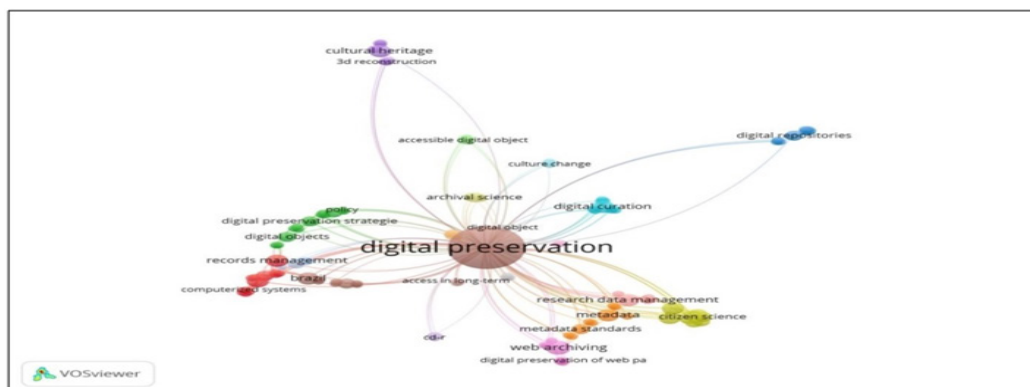 cultural heritage
3d reconstruction
digital repositories
accessible digital object
culture change
archival science
digital curation
policy
digital preservation strategie
digital object
digital objects
digital preservation
records management
brazil
access in long-term
computerized systems
research data management
metadata
citizen science
metadata standards
cd-r
web archiving
digital preservation of web pa
VOSviewer